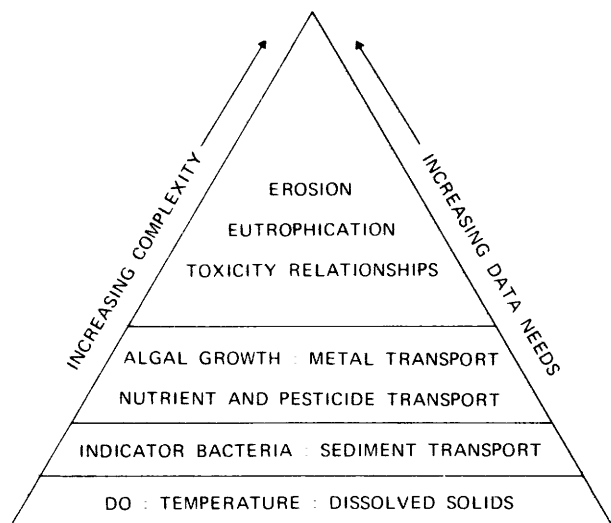 INCREASING COMPLEXITY
INCREASING DATA NEEDS
EROSION
EUTROPHICATION
TOXICITY RELATIONSHIPS
ALGAL GROWTH : METAL TRANSPORT
NUTRIENT AND PESTICIDE TRANSPORT
INDICATOR BACTERIA : SEDIMENT TRANSPORT
DO : TEMPERATURE : DISSOLVED SOLIDS